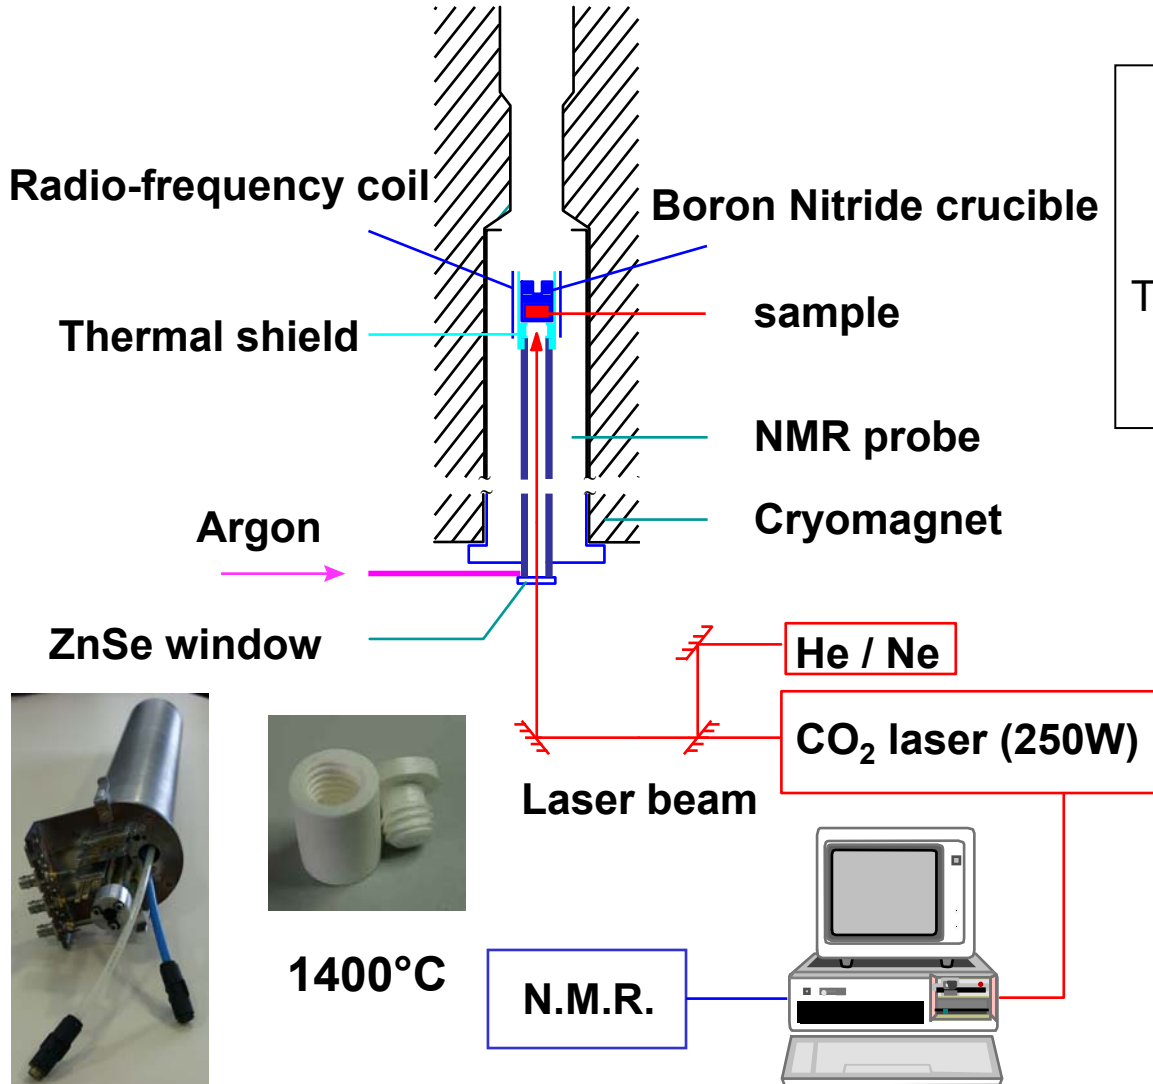 Radio-frequency coil
Boron Nitride crucible
T
Thermal shield
sample
NMR probe
Argon
Cryomagnet
ZnSe window
He / Ne
CO₂ laser (250W)
Laser beam
1400°C
N.M.R.